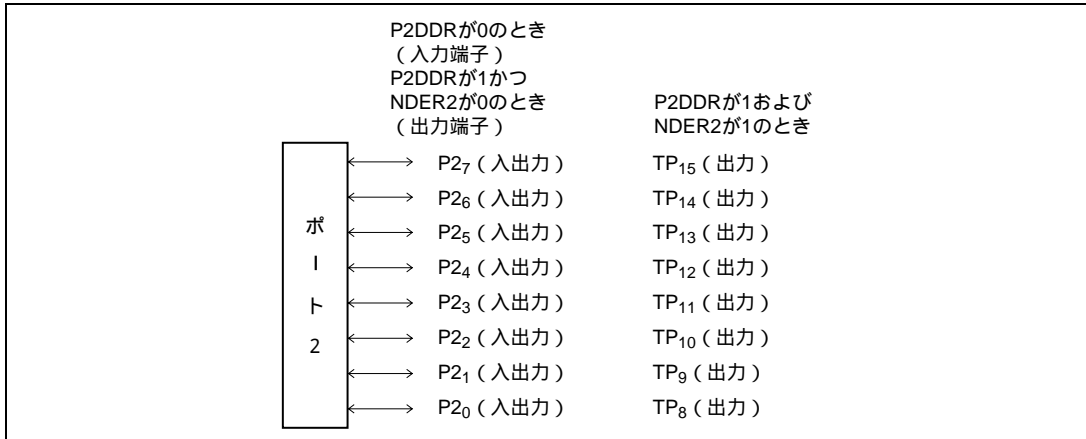 P2DDRが0のとき
（入力端子）
P2DDRが1かつ
NDER2が0のとき
（出力端子）
P2DDRが1および
NDER2が1のとき
ポート2
P2₇（入出力） TP₁₅（出力）
P2₆（入出力） TP₁₄（出力）
P2₅（入出力） TP₁₃（出力）
P2₄（入出力） TP₁₂（出力）
P2₃（入出力） TP₁₁（出力）
P2₂（入出力） TP₁₀（出力）
P2₁（入出力） TP₉（出力）
P2₀（入出力） TP₈（出力）